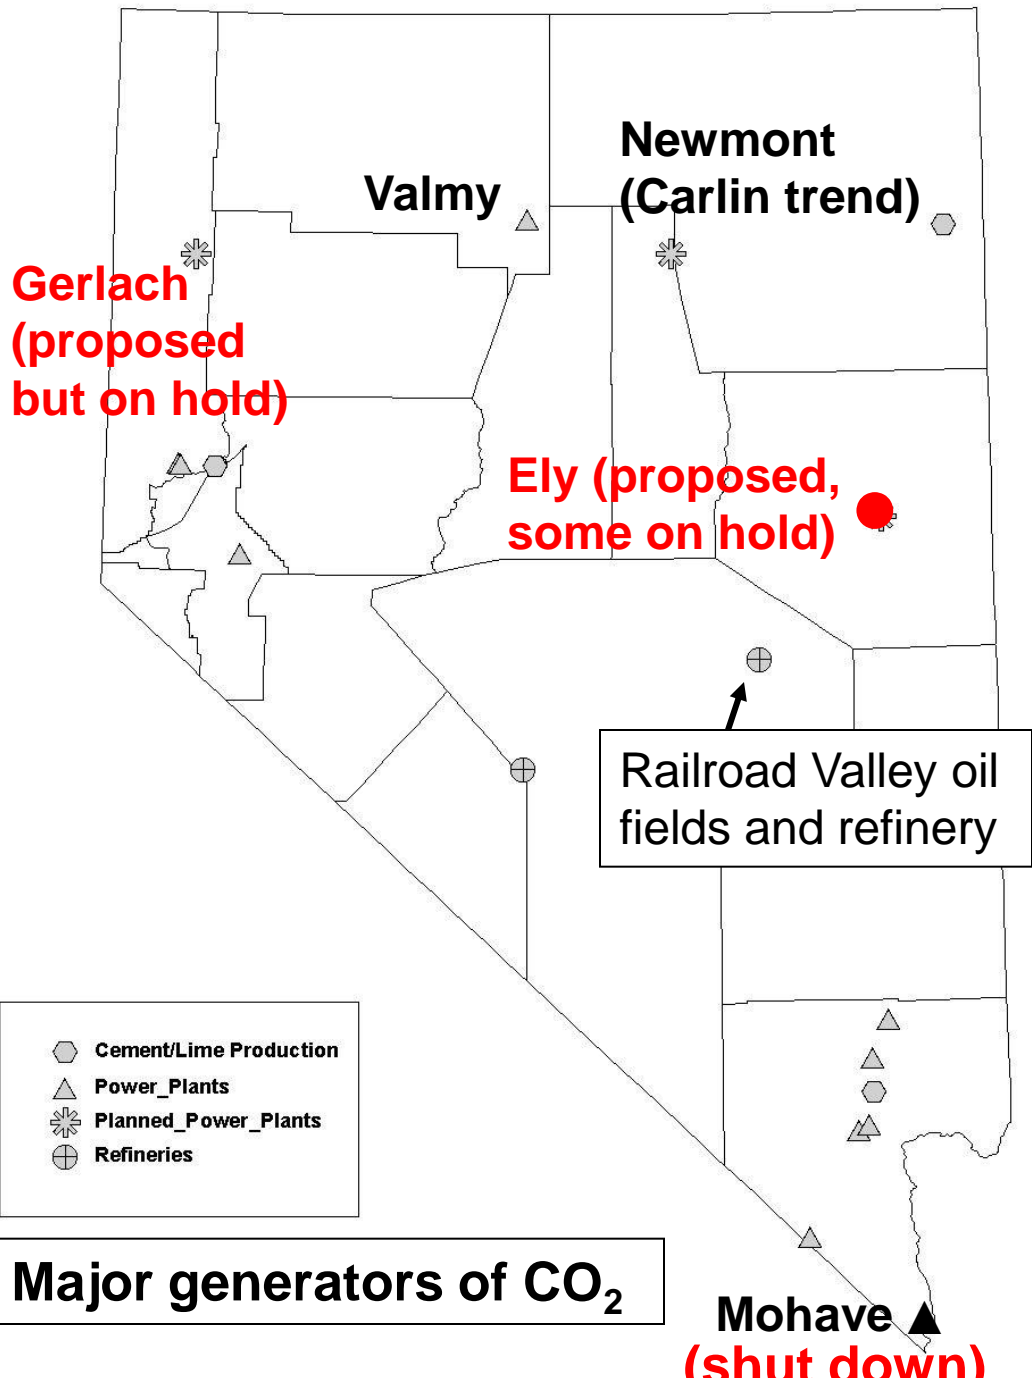 Newmont
(Carlin trend)
Valmy
Gerlach
(proposed
but on hold)
Ely (proposed,
some on hold)
Railroad Valley oil
fields and refinery
Cement/Lime Production
Power_Plants
Planned_Power_Plants
Refineries
Major generators of CO₂
Mohave
(shut down)